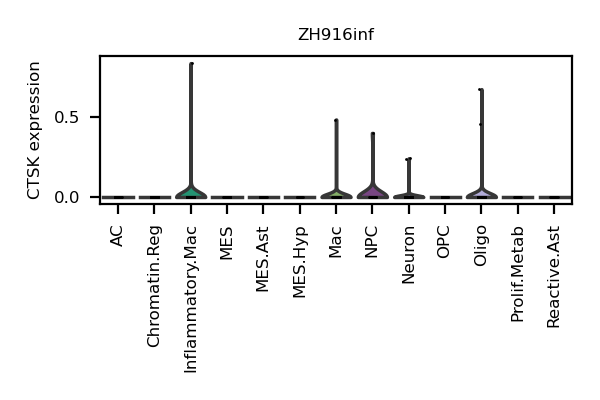 ZH916inf
CTSK expression
0.5
0.0
AC
Chromatin.Reg
Inflammatory.Mac
MES
MES.Ast
MES.Hyp
Mac
NPC
Neuron
OPC
Oligo
Prolif.Metab
Reactive.Ast